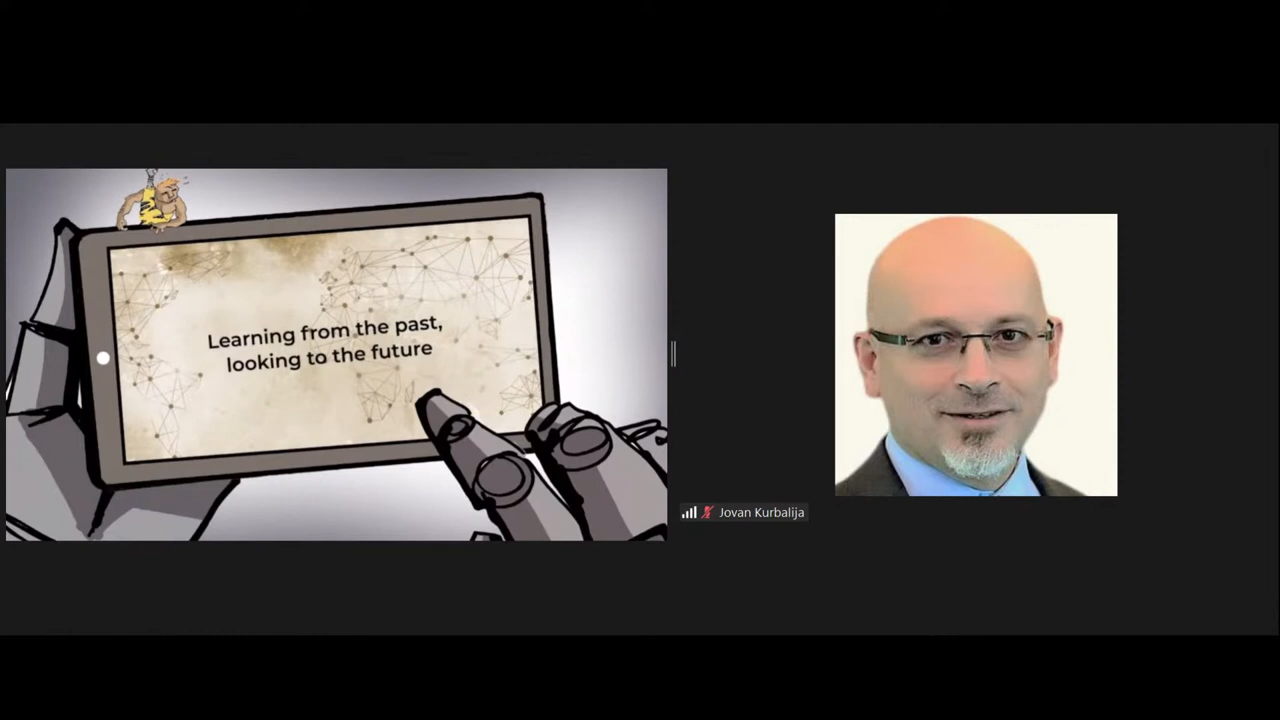 Learning from the past,
looking to the future
Jovan Kurbalija